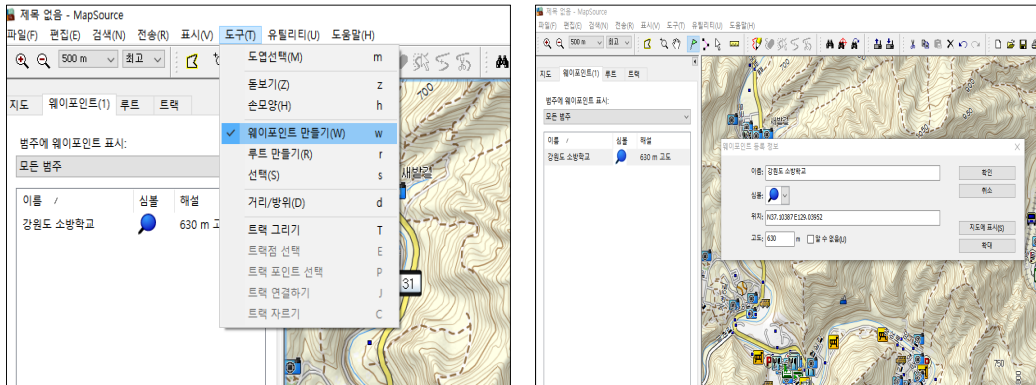 제목 없음 - MapSource
파일(F) 편집(E) 검색(N) 전송(R) 표시(V) 도구(T) 유틸리티(U) 도움말(H)
500 m 최고
지도 웨이포인트(1) 루트 트랙
범주에 웨이포인트 표시:
모든 범주
이름 / 심볼 해설
강원도 소방학교 630 m 고
도엽선택(M) m
돋보기(Z) z
손모양(H) h
웨이포인트 만들기(W) w
루트 만들기(R) r
선택(S) s
거리/방위(D) d
트랙 그리기 T
트랙점 선택 E
트랙 포인트 선택 P
트랙 연결하기 J
트랙 자르기 C
700
새발길
31
제목 없음 - MapSource
파일(F) 편집(E) 검색(N) 전송(R) 표시(V) 도구(T) 유틸리티(U) 도움말(H)
500 m 최고
지도 웨이포인트(1) 루트 트랙
범주에 웨이포인트 표시:
모든 범주
이름 / 심볼 해설
강원도 소방학교 630 m 고도
700
새발길
웨이포인트 등록 정보
이름: 강원도 소방학교 확인
심볼: 취소
위치: N37.10387 E129.03952
지도에 표시(S)
고도: 630 m 알 수 없음(U)
확대
750